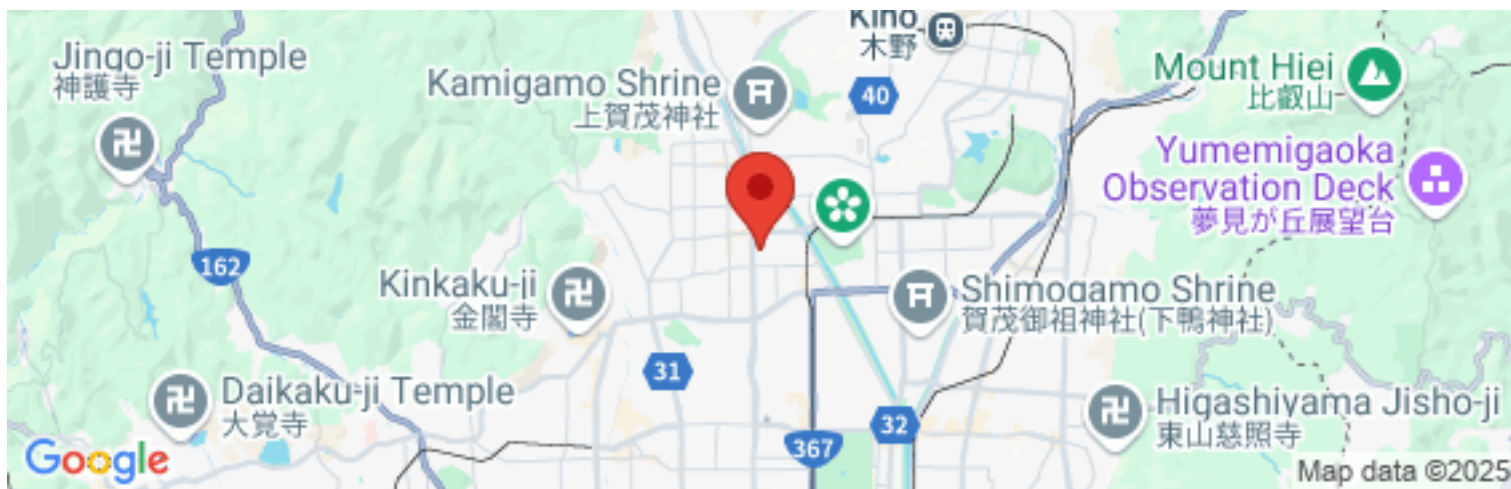 Kino
木野
Jingo-ji Temple
神護寺
Kamigamo Shrine
上賀茂神社
40
Mount Hiei
比叡山
Yumemigaoka
Observation Deck
夢見が丘展望台
162
Kinkaku-ji
金閣寺
Shimogamo Shrine
賀茂御祖神社(下鴨神社)
31
Daikaku-ji Temple
大覚寺
32
Higashiyama Jisho-ji
東山慈照寺
367
Google
Map data ©2025